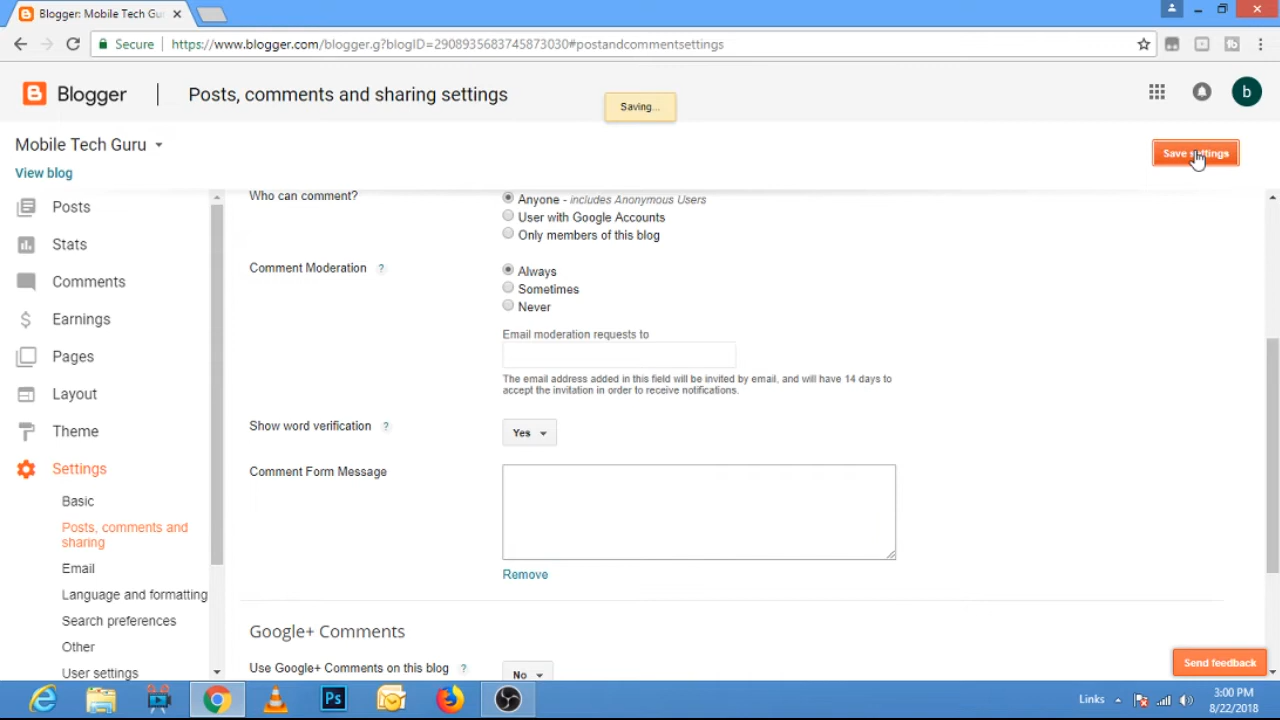 Blogger: Mobile Tech Gu
Secure
https://www.blogger.com/blogger.g?blogID=2908935683745873030#postandcommentsettings
Blogger
Posts, comments and sharing settings
Saving...
b
Mobile Tech Guru
Save settings
View blog
Posts
Stats
Comments
Earnings
Pages
Layout
Theme
Settings
Basic
Posts, comments and
sharing
Email
Language and formatting
Search preferences
Other
User settings
Who can comment?
Anyone - includes Anonymous Users
User with Google Accounts
Only members of this blog
Comment Moderation ?
Always
Sometimes
Never
Email moderation requests to
The email address added in this field will be invited by email, and will have 14 days to
accept the invitation in order to receive notifications.
Show word verification ?
Yes
Comment Form Message
Remove
Google+ Comments
Use Google+ Comments on this blog ?
No
Send feedback
Ps
Links
3:00 PM
8/22/2018